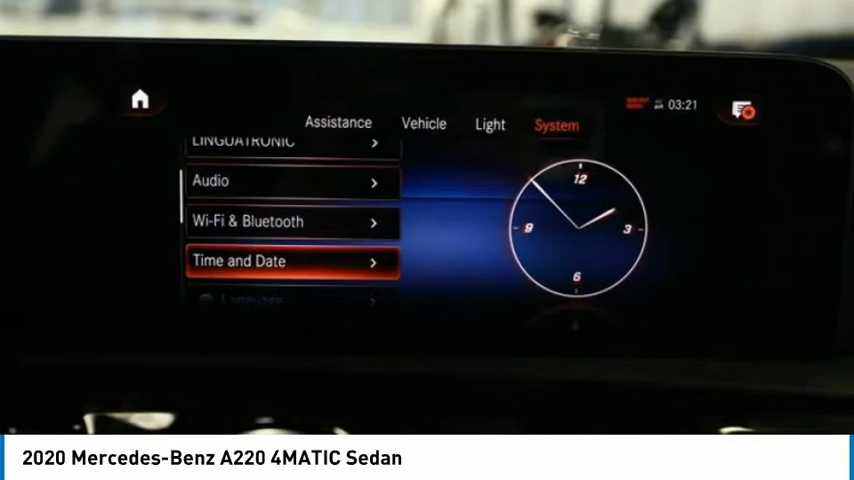 03:21
Assistance Vehicle Light System
LINGUATRONIC
Audio
Wi-Fi & Bluetooth
Time and Date
Language
12
9 3
6
2020 Mercedes-Benz A220 4MATIC Sedan